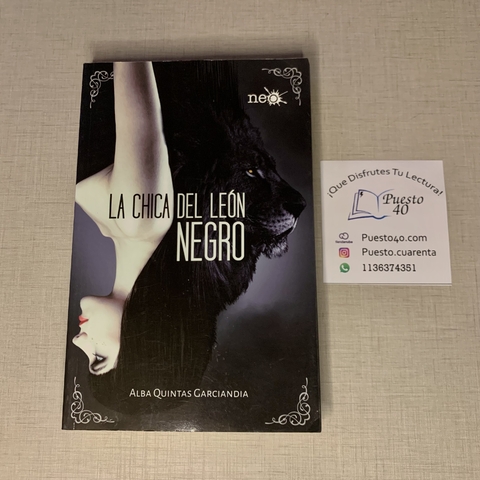 neo
LA CHICA DEL LEÓN
NEGRO
ALBA QUINTAS GARCIANDIA
¡Que Disfrutes Tu Lectura!
Puesto
40
Puesto40.com
Puesto.cuarenta
1136374351